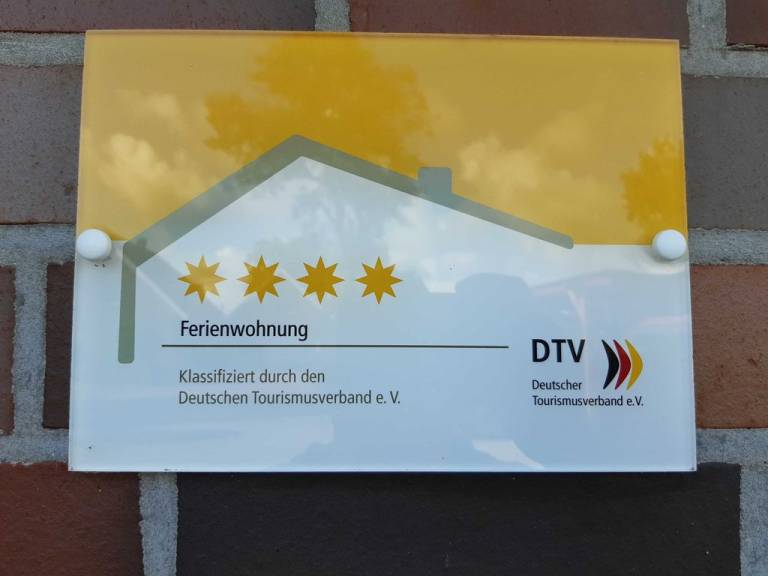 Ferienwohnung
Klassifiziert durch den
Deutschen Tourismusverband e. V.
DTV
Deutscher
Tourismusverband e.V.